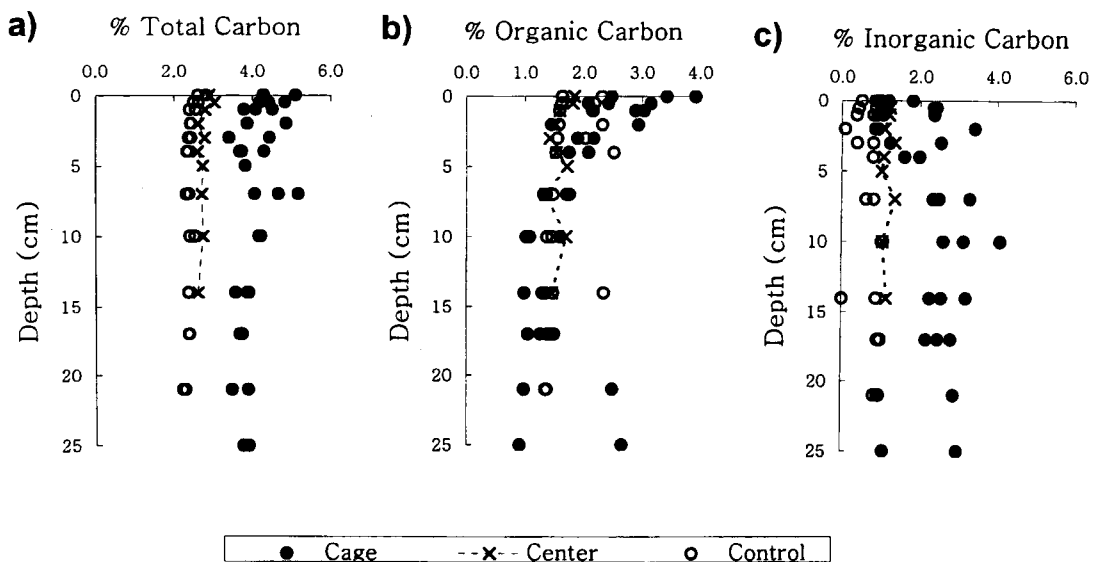 a) % Total Carbon
0.0 2.0 4.0 6.0
0
5
10
15
20
25
Depth (cm)
b) % Organic Carbon
0.0 1.0 2.0 3.0 4.0
0
5
10
15
20
25
Depth (cm)
c) % Inorganic Carbon
0.0 2.0 4.0 6.0
0
5
10
15
20
25
Depth (cm)
Cage Center Control